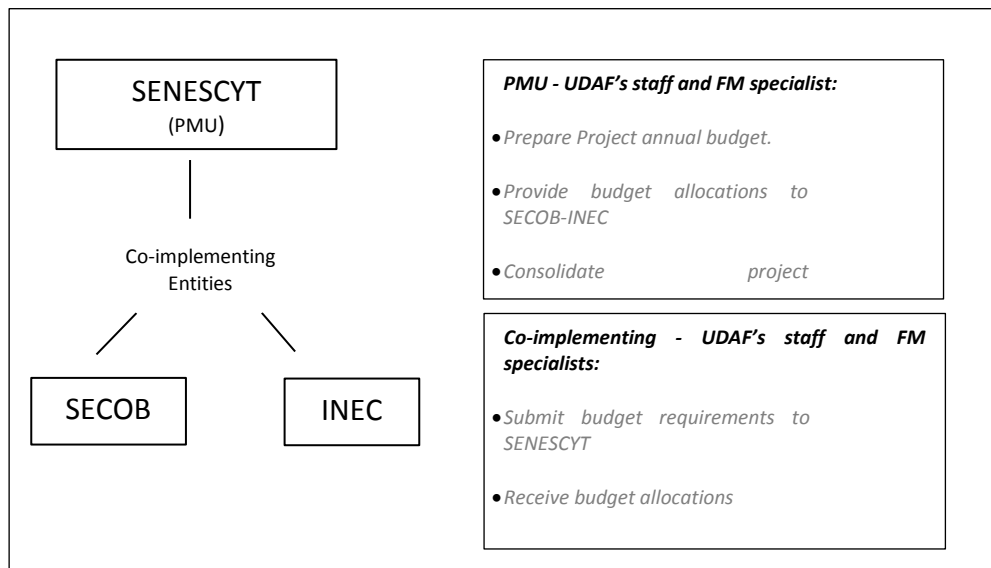 SENESCYT
(PMU)
Co-implementing
Entities
SECOB
INEC
PMU - UDAF's staff and FM specialist:
•Prepare Project annual budget.
•Provide budget allocations to
SECOB-INEC
•Consolidate project
Co-implementing - UDAF's staff and FM
specialists:
•Submit budget requirements to
SENESCYT
•Receive budget allocations